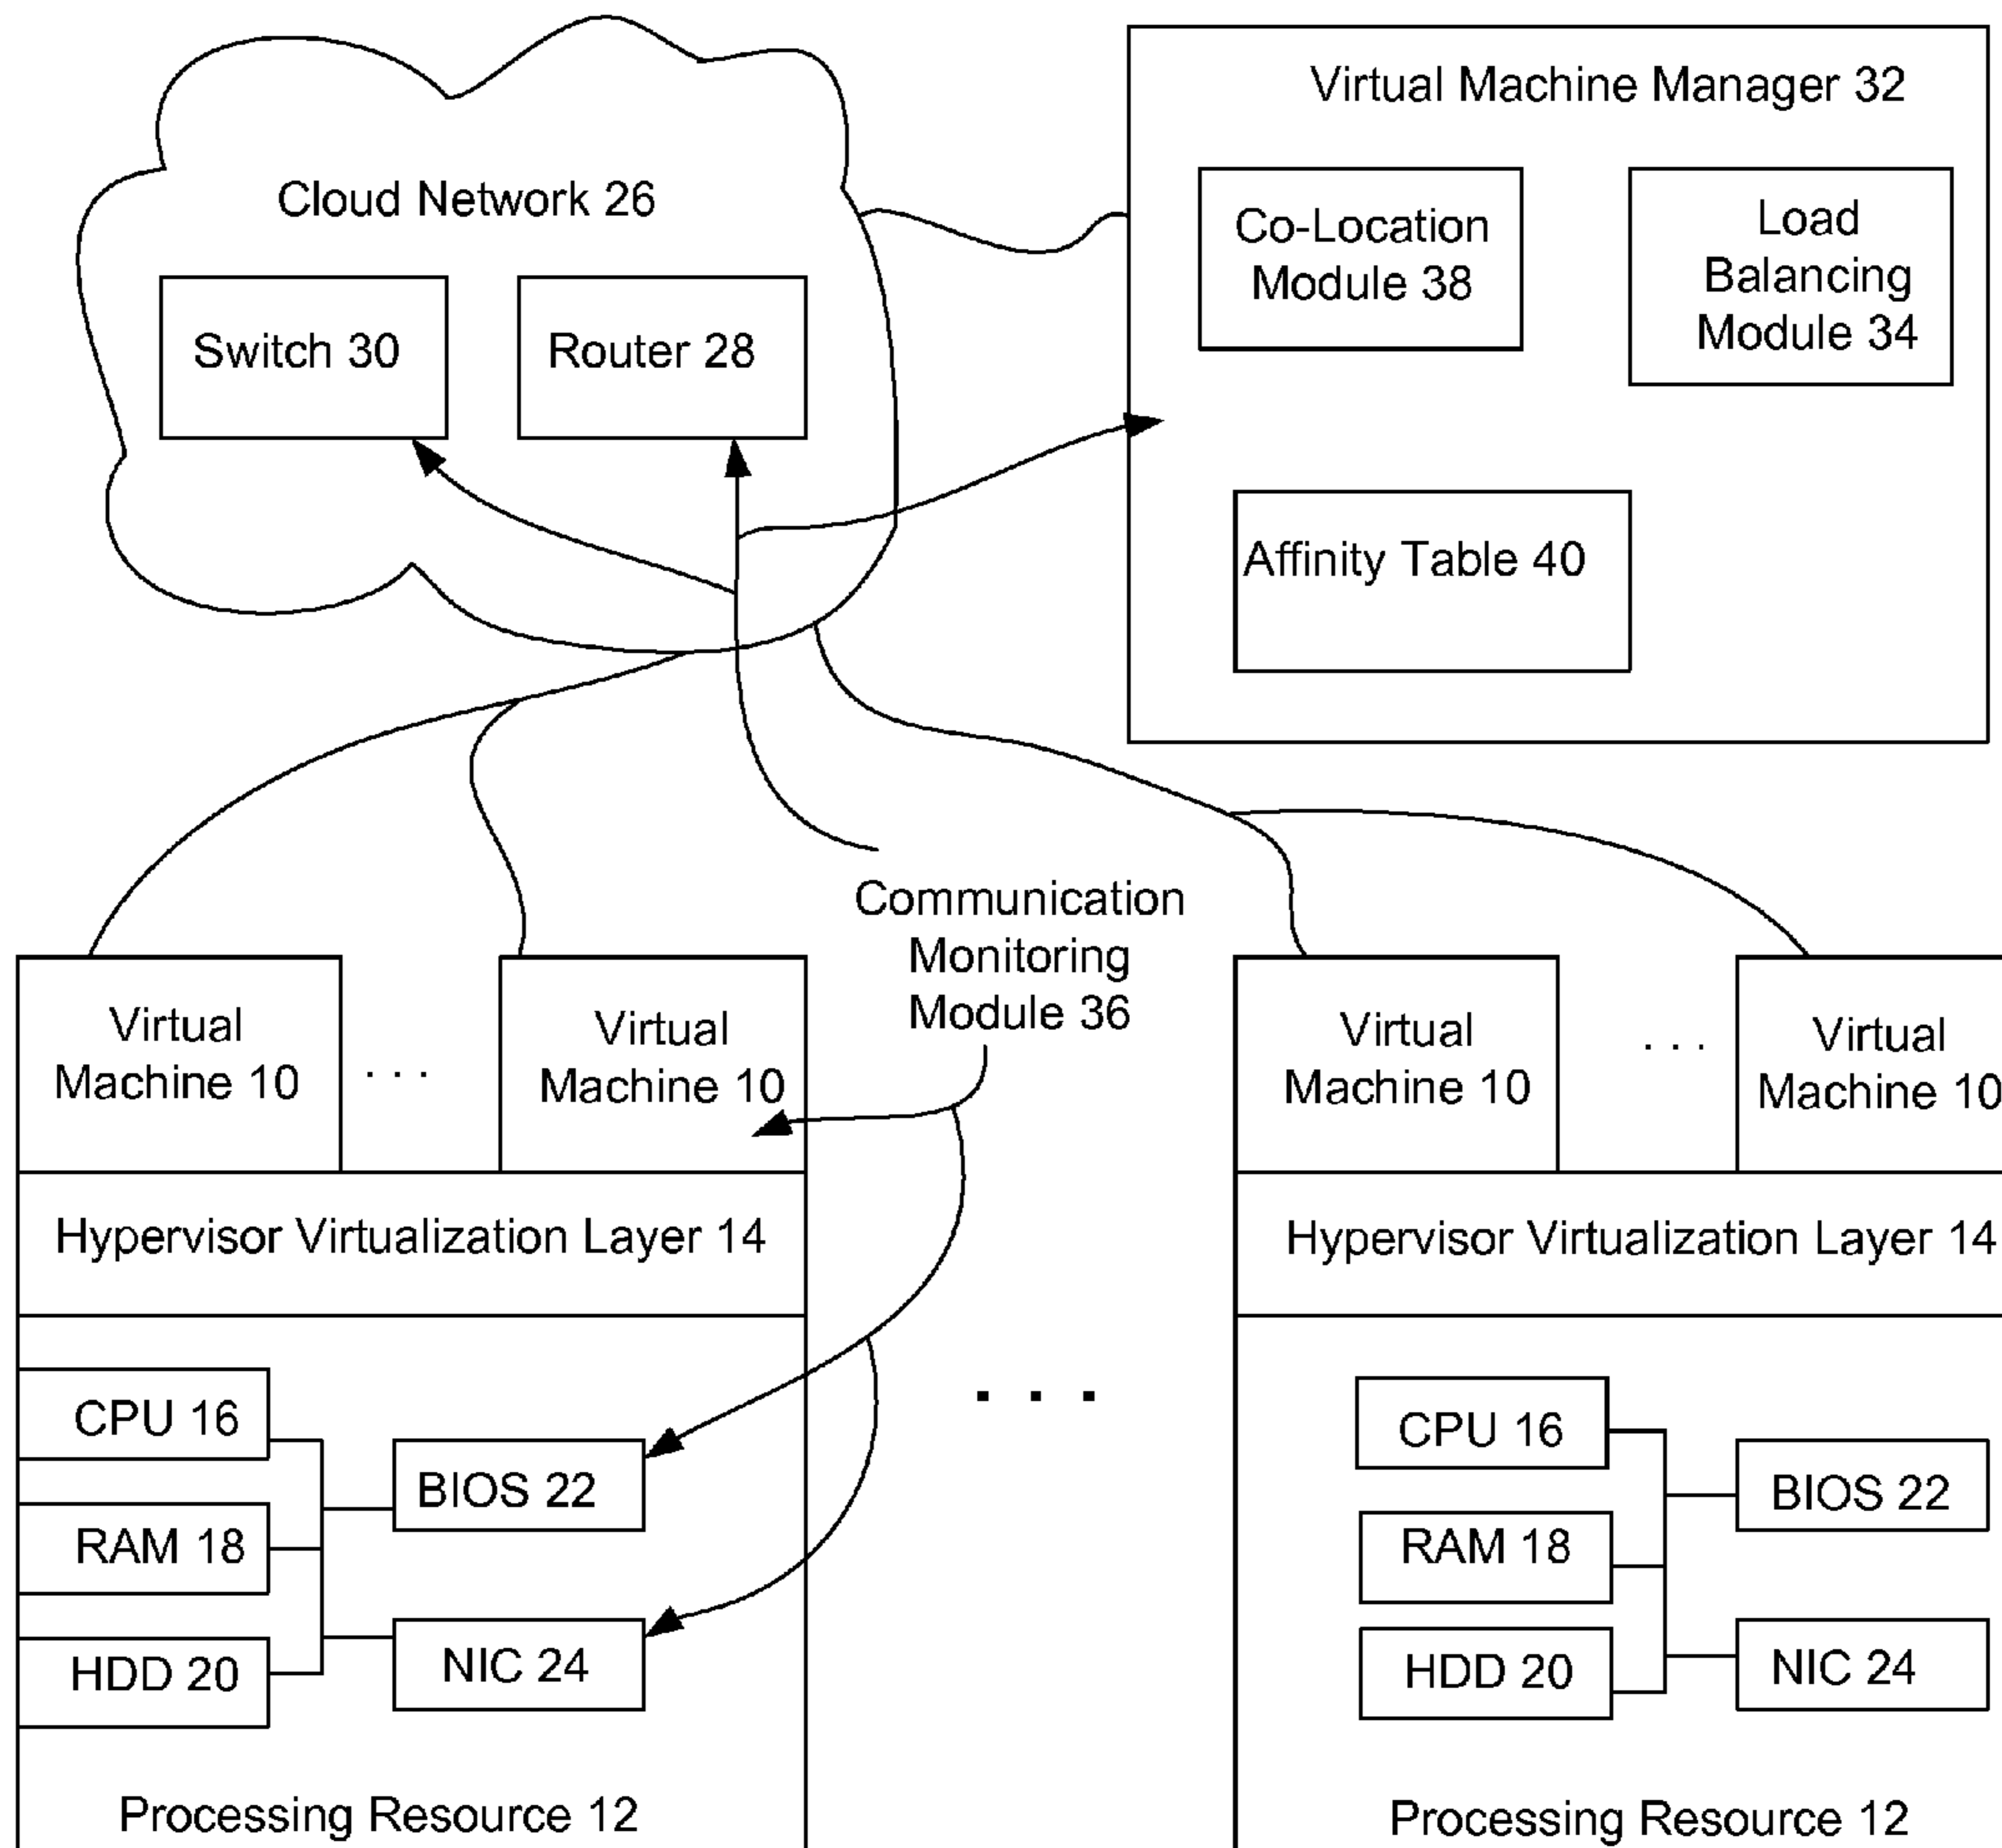 Virtual Machine Manager 32
Cloud Network 26
Co-Location
Module 38
Load
Balancing
Module 34
Switch 30
Router 28
Affinity Table 40
Communication
Monitoring
Module 36
Virtual
Machine 10
. . .
Virtual
Machine 10
Virtual
Machine 10
. . .
Virtual
Machine 10
Hypervisor Virtualization Layer 14
Hypervisor Virtualization Layer 14
CPU 16
RAM 18
HDD 20
BIOS 22
NIC 24
. . .
CPU 16
RAM 18
HDD 20
BIOS 22
NIC 24
Processing Resource 12
Processing Resource 12